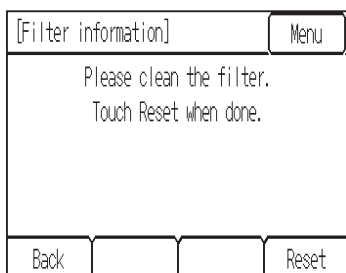 [Filter information]
Menu
Please clean the filter.
Touch Reset when done.
Back
Reset